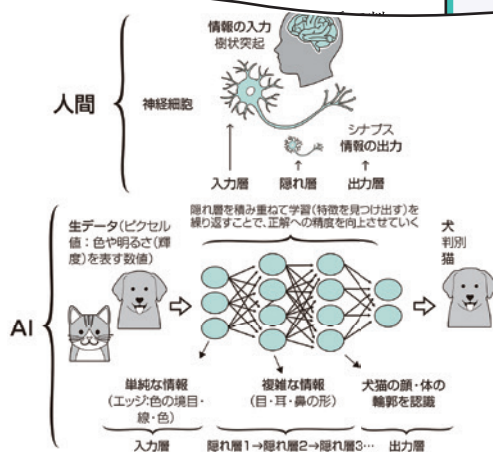 情報の入力
樹状突起
人間
神経細胞
シナプス
情報の出力
入力層
隠れ層
出力層
生データ(ピクセル
値:色や明るさ(輝
度)を表す数値)
隠れ層を積み重ねて学習(特徴を見つけ出す)を
繰り返すことで、正解への精度を向上させていく
犬
判別
猫
AI
単純な情報
(エッジ:色の境目・
線・色)
複雑な情報
(目・耳・鼻の形)
犬猫の顔・体の
輪郭を認識
入力層
隠れ層1→隠れ層2→隠れ層3…
出力層